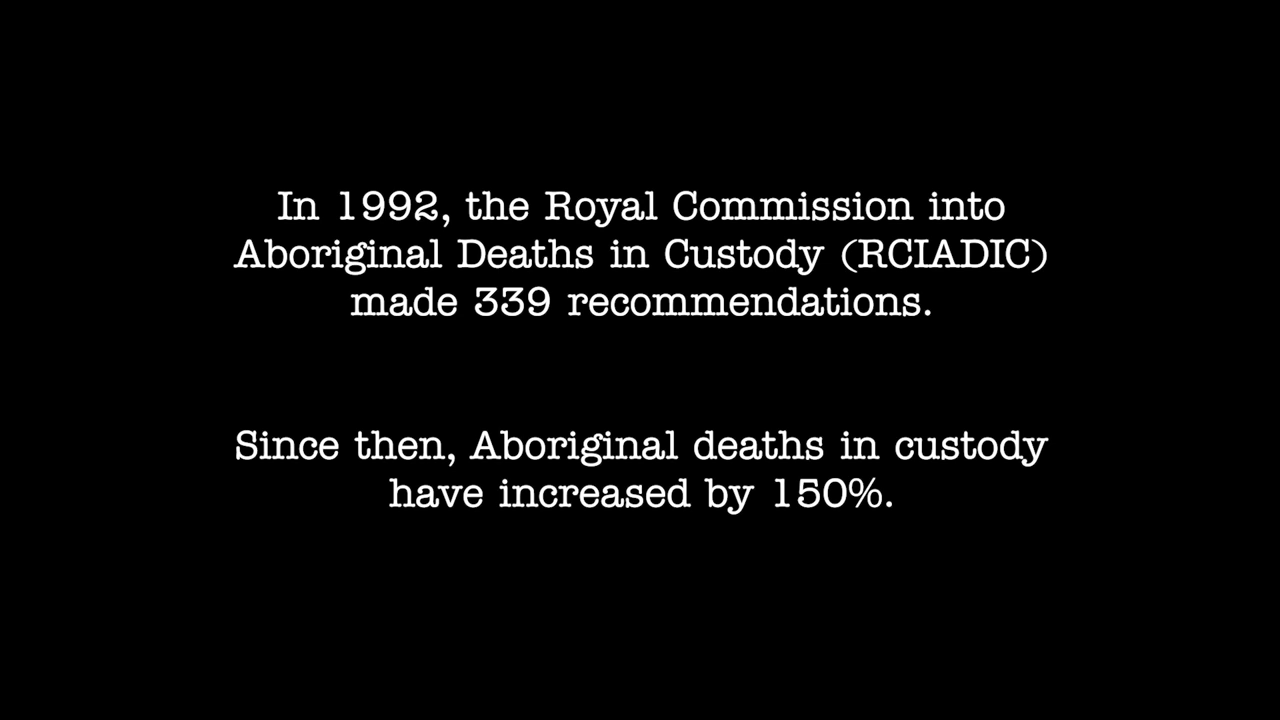 In 1992, the Royal Commission into
Aboriginal Deaths in Custody (RCIADIC)
made 339 recommendations.
Since then, Aboriginal deaths in custody
have increased by 150%.